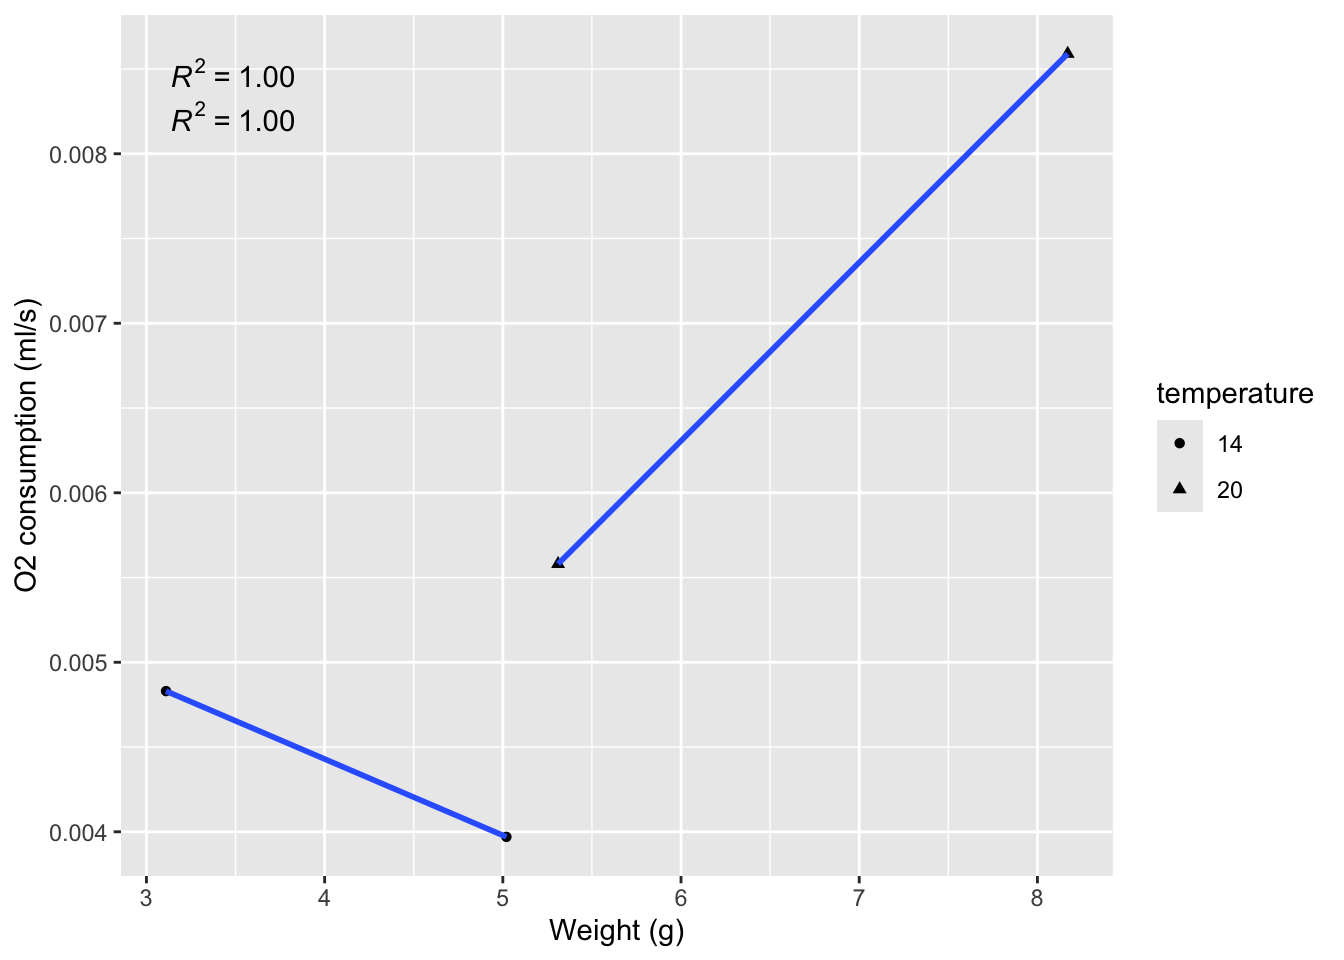 R² = 1.00
R² = 1.00
0.008
0.007
0.006
0.005
0.004
O2 consumption (ml/s)
3 4 5 6 7 8
Weight (g)
temperature
14
20